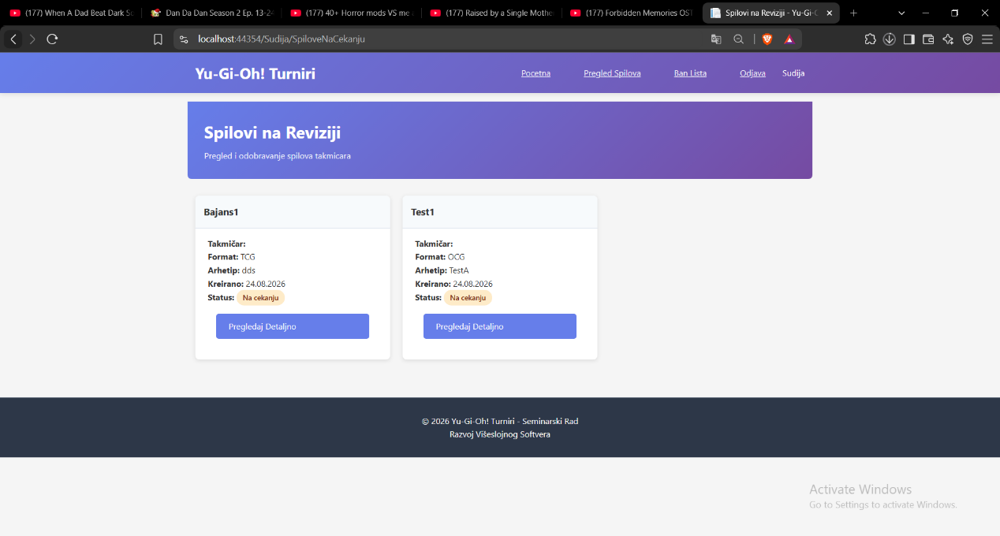 (177) When A Dad Beat Dark So
Dan Da Dan Season 2 Ep. 13-24
(177) 40+ Horror mods VS me a
(177) Raised by a Single Mothe
(177) Forbidden Memories OST
Spilovi na Reviziji - Yu-Gi-O
localhost:44354/Sudija/SpiloveNaCekanju
Yu-Gi-Oh! Turniri
Pocetna
Pregled Spilova
Ban Lista
Odjava
Sudija
Spilovi na Reviziji
Pregled i odobravanje spilova takmicara
Bajans1
Takmičar:
Format: TCG
Arhetip: dds
Kreirano: 24.08.2026
Status: Na cekanju
Pregledaj Detaljno
Test1
Takmičar:
Format: OCG
Arhetip: TestA
Kreirano: 24.08.2026
Status: Na cekanju
Pregledaj Detaljno
© 2026 Yu-Gi-Oh! Turniri - Seminarski Rad
Razvoj Višeslojnog Softvera
Activate Windows
Go to Settings to activate Windows.